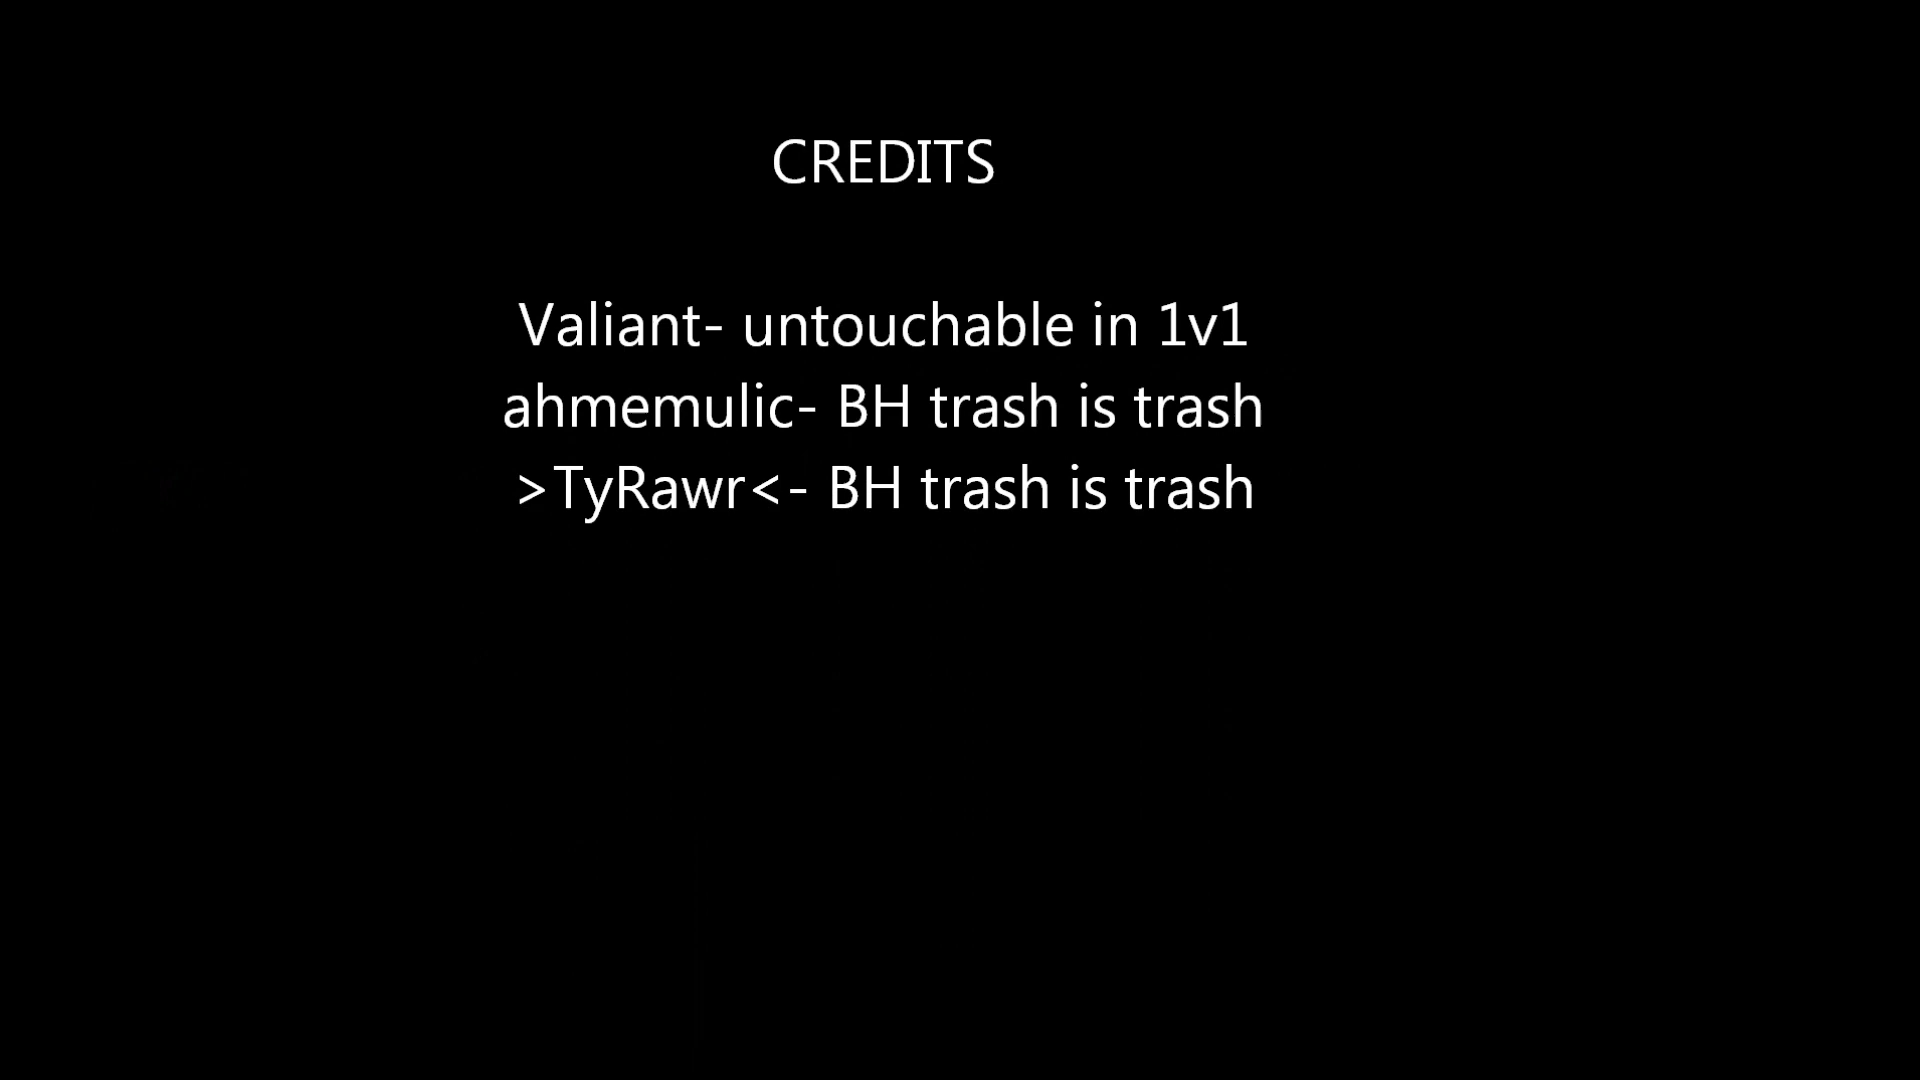 CREDITS
Valiant- untouchable in 1v1
ahmemulic- BH trash is trash
>TyRawr<- BH trash is trash